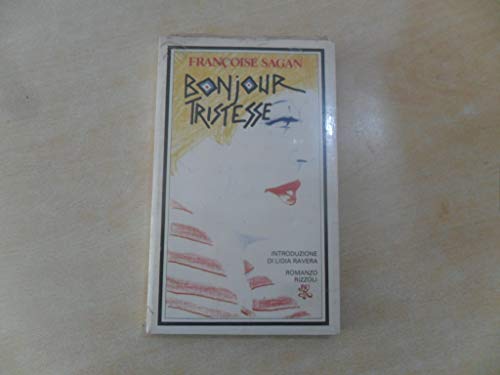 FRANÇOISE SAGAN
BONJOUR
TRISTESSE
INTRODUZIONE
DI LIDIA RAVERA
ROMANZO
RIZZOLI